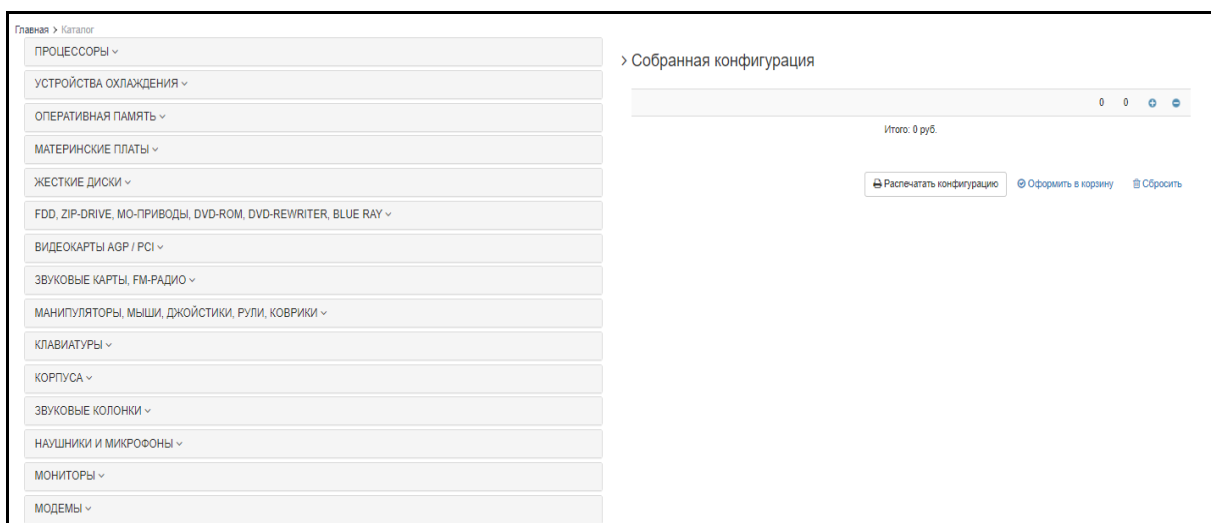 Главная > Каталог
ПРОЦЕССОРЫ
УСТРОЙСТВА ОХЛАЖДЕНИЯ
ОПЕРАТИВНАЯ ПАМЯТЬ
МАТЕРИНСКИЕ ПЛАТЫ
ЖЕСТКИЕ ДИСКИ
FDD, ZIP-DRIVE, МО-ПРИВОДЫ, DVD-ROM, DVD-REWRITER, BLUE RAY
ВИДЕОКАРТЫ AGP / PCI
ЗВУКОВЫЕ КАРТЫ, FM-РАДИО
МАНИПУЛЯТОРЫ, МЫШИ, ДЖОЙСТИКИ, РУЛИ, КОВРИКИ
КЛАВИАТУРЫ
КОРПУСА
ЗВУКОВЫЕ КОЛОНКИ
НАУШНИКИ И МИКРОФОНЫ
МОНИТОРЫ
МОДЕМЫ
> Собранная конфигурация
0 0
Итого: 0 руб.
Распечатать конфигурацию Оформить в корзину Сбросить